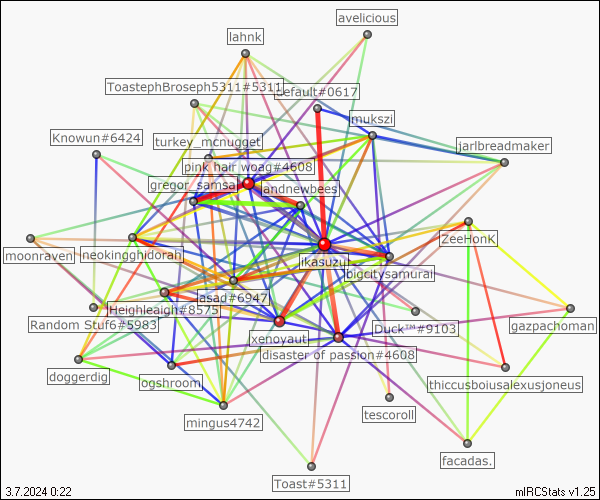 avelicious
lahnk
ToastephBroseph5311#5311
default#0617
mukszi
Knowun#6424
turkey_mcnugget
jarlbreadmaker
pink hair woag#4608
gregor_samsa
andnewbees
ZeeHonK
moonraven
neokingghidorah
ikasuzu
bigcitysamurai
asad#6947
Heighleaigh#8575
Random Stuf6#5983
Duck™#9103
gazpachoman
xenoyaut
disaster of passion#4608
doggerdig
ogshroom
thiccusboiusalexusjoneus
tescoroll
mingus4742
facadas.
Toast#5311
3.7.2024 0:22
mIRCStats v1.25